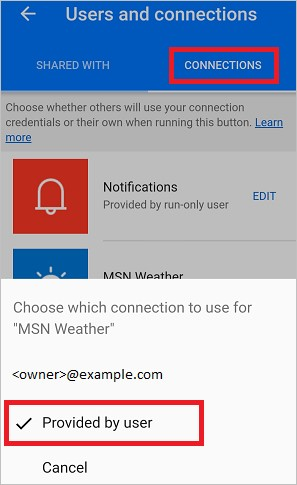 Users and connections
SHARED WITH
CONNECTIONS
Choose whether others will use your connection
credentials or their own when running this button. Learn
more
Notifications
Provided by run-only user
EDIT
MSN Weather
Choose which connection to use for
"MSN Weather"
<owner>@example.com
Provided by user
Cancel